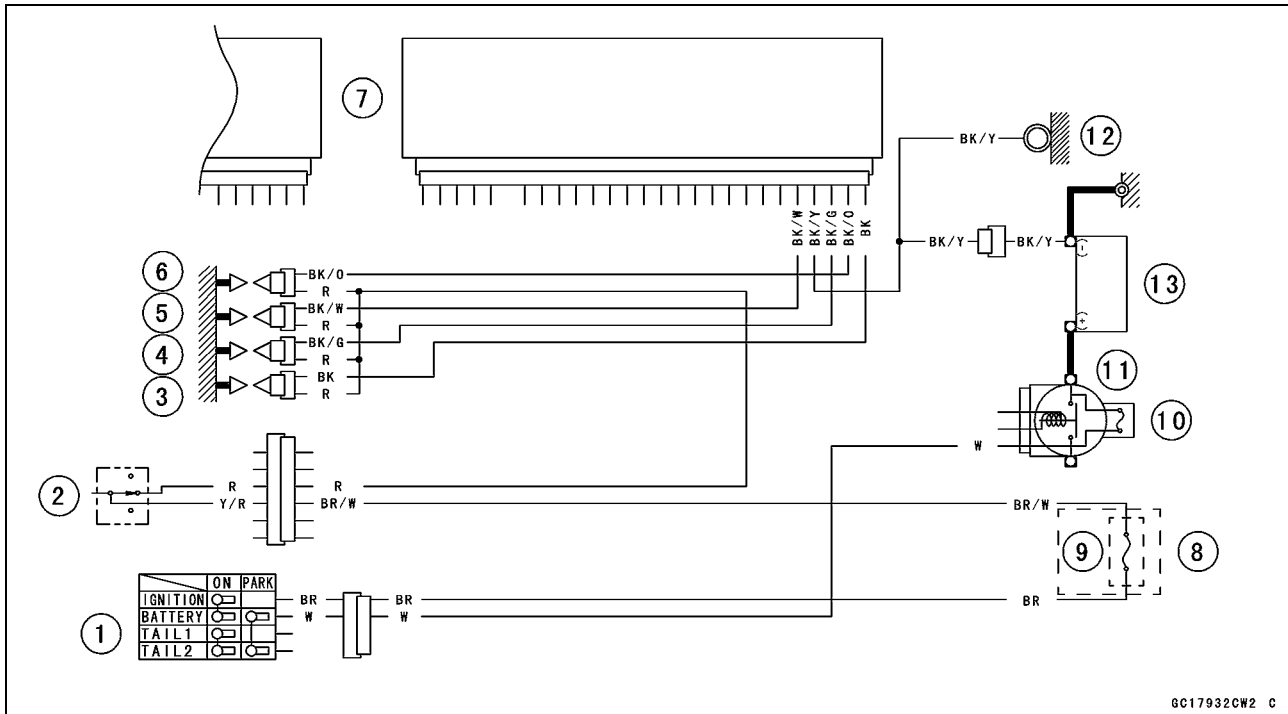 7
BK/Y
12
BK/W
BK/Y
BK/G
BK/O
BK
BK/Y
BK/Y
(-)
6
BK/O
R
5
BK/W
R
13
4
BK/G
R
(+)
3
BK
R
11
10
W
2
R
R
Y/R
BR/W
BR/W
9
8
ON PARK
IGNITION
BR
BR
BR
BATTERY
W
W
1
TAIL1
TAIL2
GC17932CW2 C